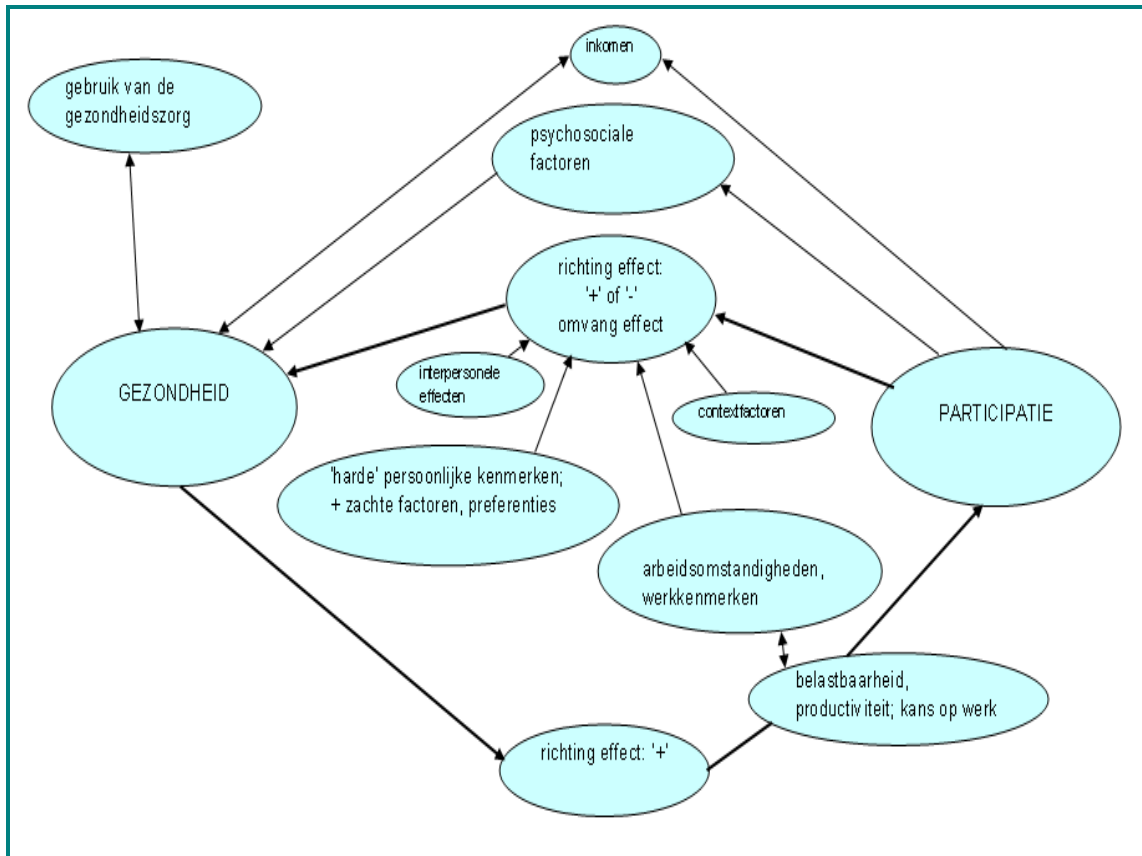 inkomen
gebruik van de
gezondheidszorg
psychosociale
factoren
richting effect:
'+' of '-'
omvang effect
GEZONDHEID
interpersonele
effecten
contextfactoren
PARTICIPATIE
'harde' persoonlijke kenmerken;
+ zachte factoren, preferenties
arbeidsomstandigheden,
werkkenmerken
belastbaarheid,
productiviteit; kans op werk
richting effect: '+'